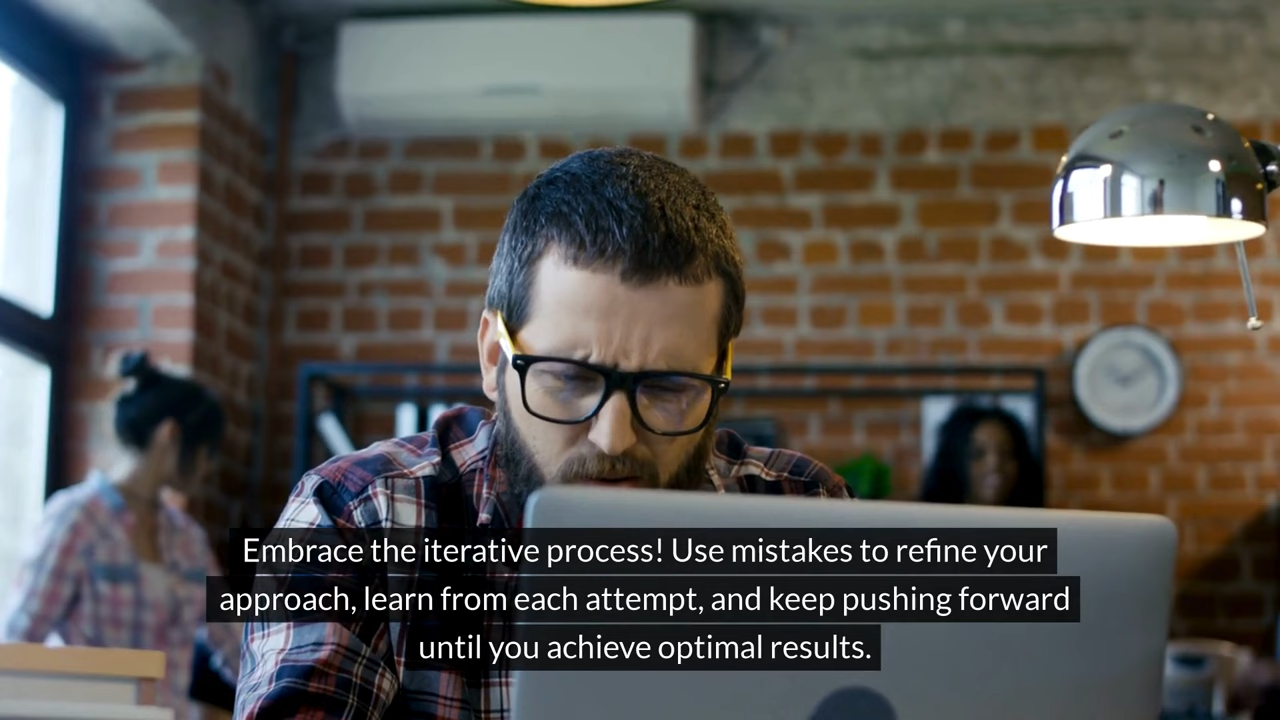 Embrace the iterative process! Use mistakes to refine your
approach, learn from each attempt, and keep pushing forward
until you achieve optimal results.